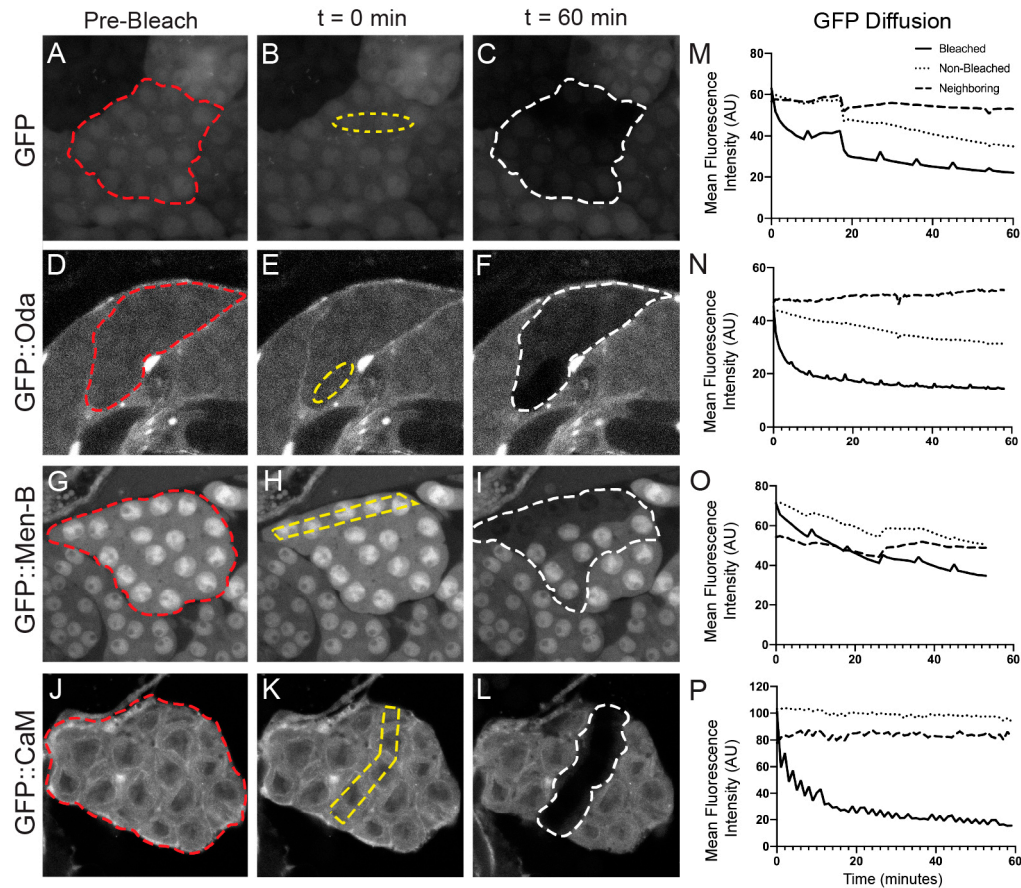 Pre-Bleach
t = 0 min
t = 60 min
GFP Diffusion
GFP
A
B
C
M
Bleached
Non-Bleached
Neighboring
Mean Fluorescence
Intensity (AU)
80
60
40
20
0
0
20
40
60
GFP::Oda
D
E
F
N
Mean Fluorescence
Intensity (AU)
60
40
20
0
0
20
40
60
GFP::Men-B
G
H
I
O
Mean Fluorescence
Intensity (AU)
80
60
40
20
0
0
20
40
60
GFP::CaM
J
K
L
P
Mean Fluorescence
Intensity (AU)
120
100
80
60
40
20
0
0
20
40
60
Time (minutes)